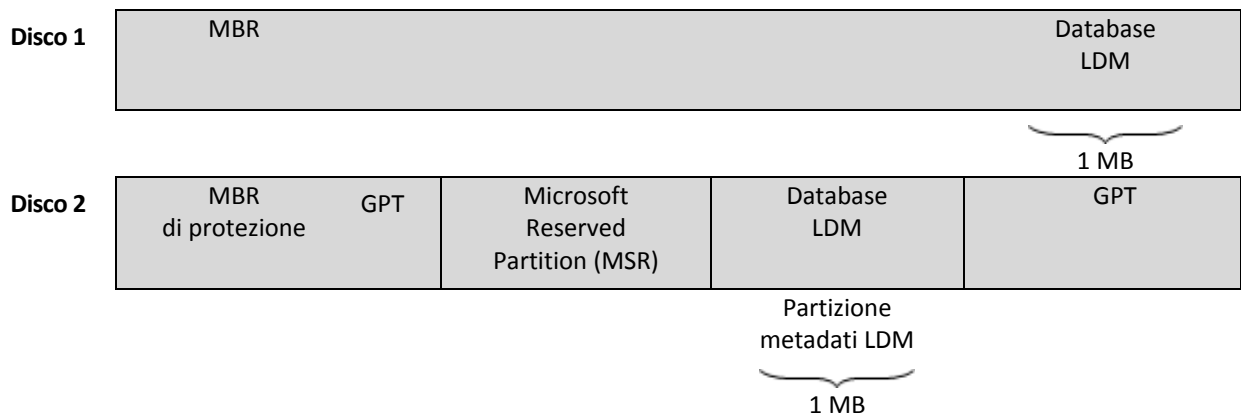 Disco 1
MBR
Database
LDM
1 MB
Disco 2
MBR
di protezione
GPT
Microsoft
Reserved
Partition (MSR)
Database
LDM
GPT
Partizione
metadati LDM
1 MB